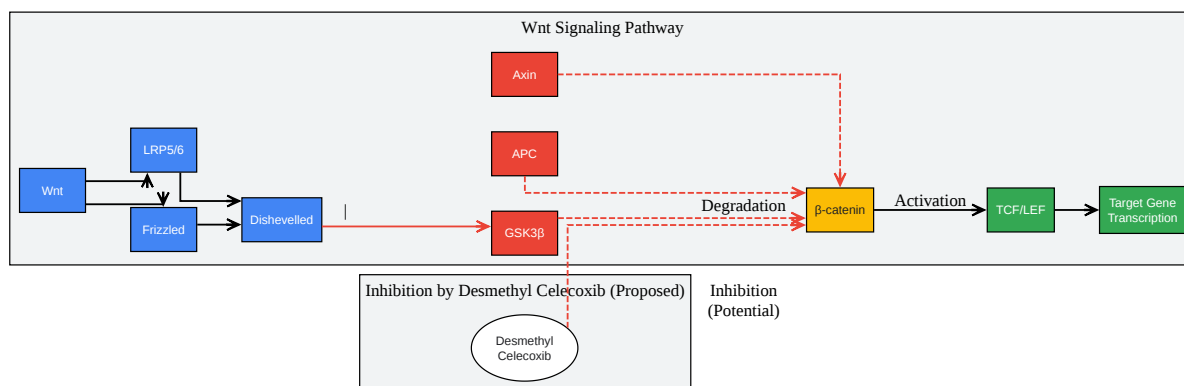 Wnt Signaling Pathway
Axin
LRP5/6
APC
Wnt
Frizzled
Dishevelled
|
GSK3β
Degradation
β-catenin
Activation
TCF/LEF
Target Gene
Transcription
Inhibition by Desmethyl Celecoxib (Proposed)
Inhibition
(Potential)
Desmethyl
Celecoxib